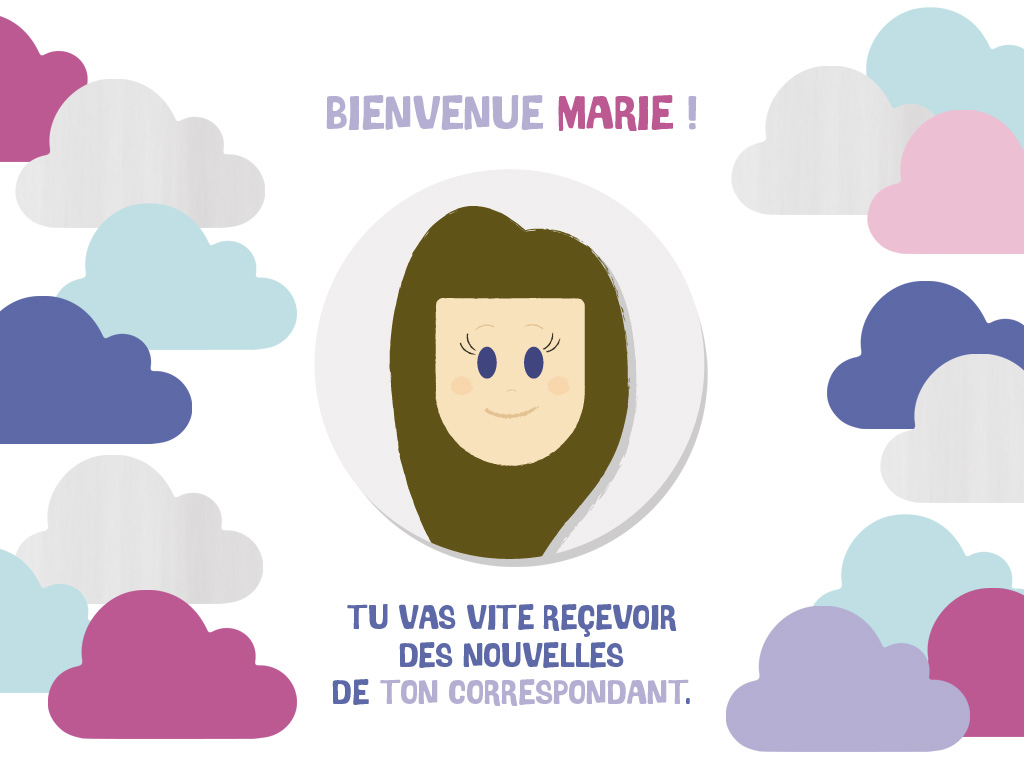 BIENVENUE MARIE !
TU VAS VITE REÇEVOIR
DES NOUVELLES
DE TON CORRESPONDANT.